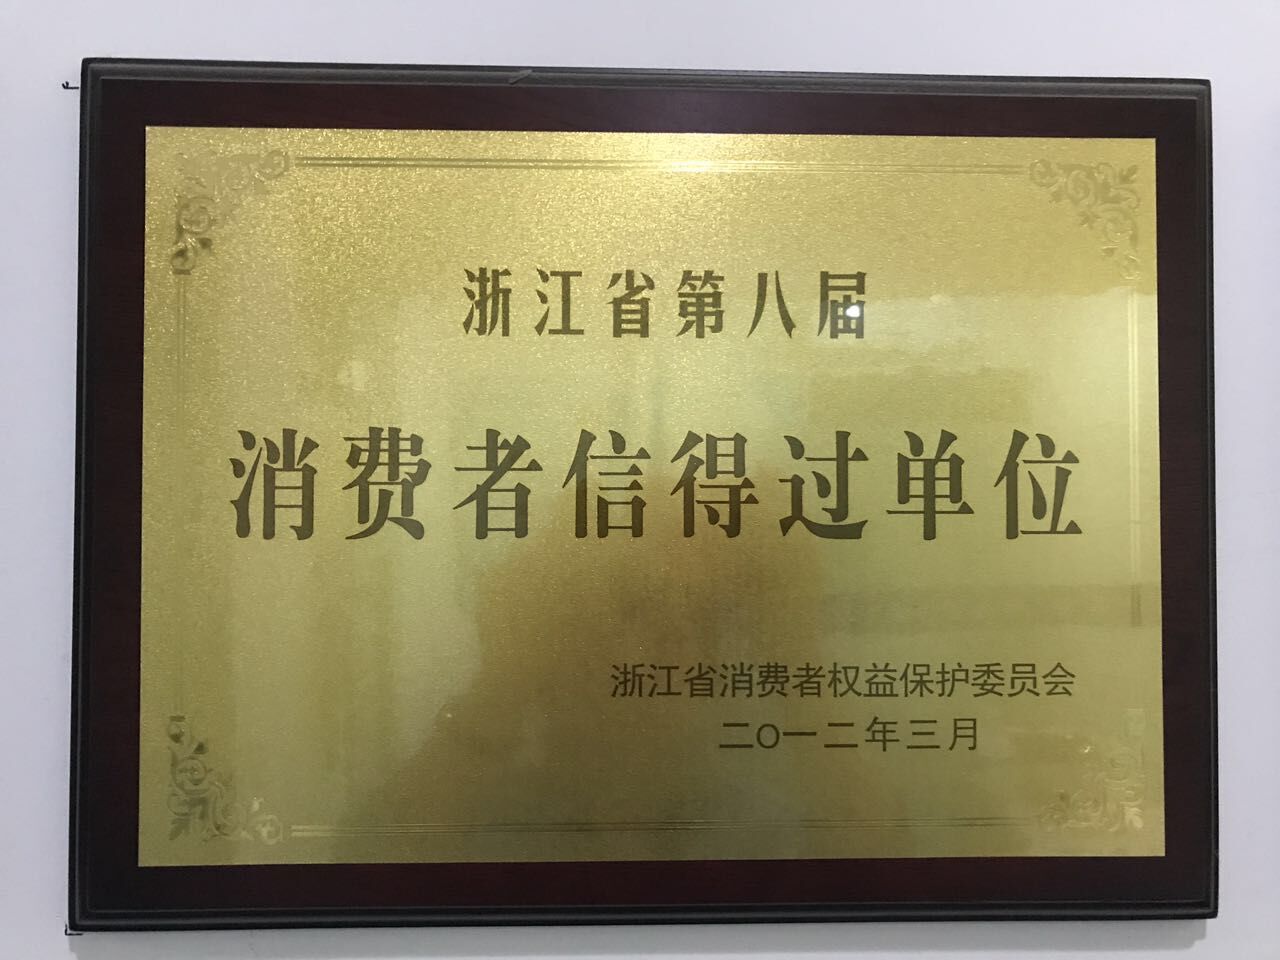 浙江省第八届
消费者信得过单位
浙江省消费者权益保护委员会
二〇一二年三月